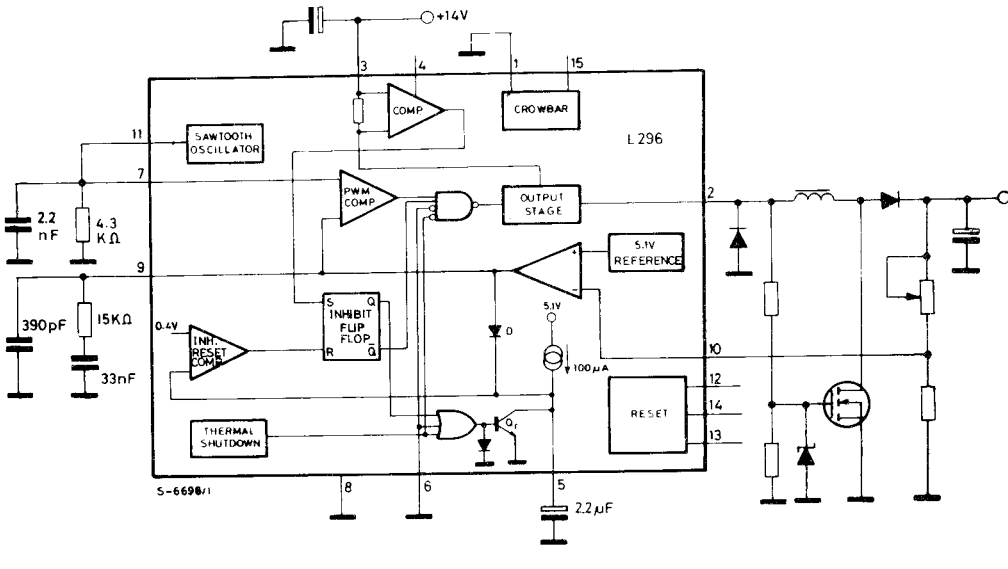 +14V
3
4
1
15
COMP
CROWBAR
L296
11
SAWTOOTH
OSCILLATOR
7
PWM
COMP
OUTPUT
STAGE
2
2.2
nF
4.3
KΩ
+
-
5.1V
REFERENCE
9
390pF
15KΩ
33nF
0.4V
INH.
RESET
COMP.
S
Q
INHIBIT
FLIP
FLOP
R
Q̅
D
5.1V
100μA
10
12
14
13
RESET
THERMAL
SHUTDOWN
Qr
S-6698/1
8
6
5
2.2μF